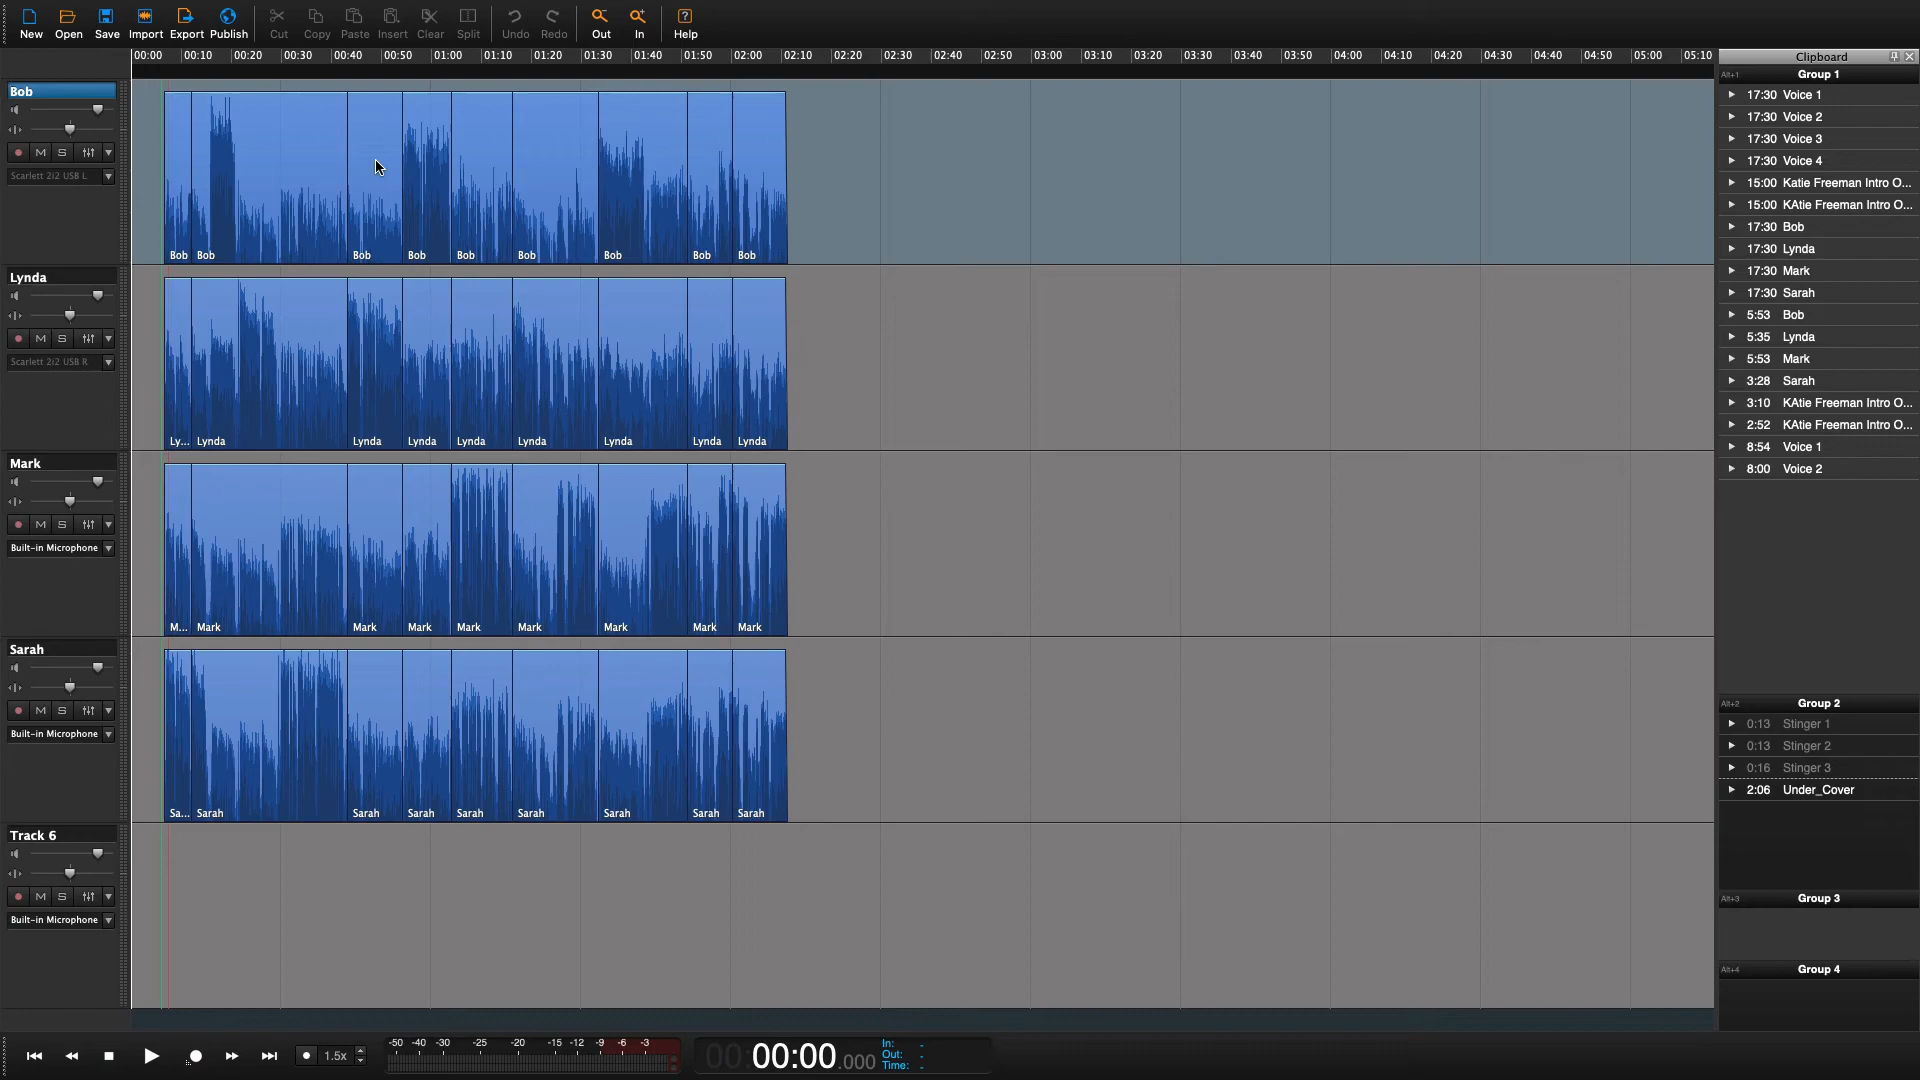 New Open Save Import Export Publish Cut Copy Paste Insert Clear Split Undo Redo Out In Help
00:00 00:10 00:20 00:30 00:40 00:50 01:00 01:10 01:20 01:30 01:40 01:50 02:00 02:10 02:20 02:30 02:40 02:50 03:00 03:10 03:20 03:30 03:40 03:50 04:00 04:10 04:20 04:30 04:40 04:50 05:00 05:10
Bob
M S
Scarlett 2i2 USB L
Bob Bob Bob Bob Bob Bob Bob Bob Bob
Lynda
M S
Scarlett 2i2 USB R
Ly... Lynda Lynda Lynda Lynda Lynda Lynda Lynda Lynda
Mark
M S
Built-in Microphone
M... Mark Mark Mark Mark Mark Mark Mark Mark
Sarah
M S
Built-in Microphone
Sa... Sarah Sarah Sarah Sarah Sarah Sarah Sarah Sarah
Track 6
M S
Built-in Microphone
Clipboard
Alt+1 Group 1
17:30 Voice 1
17:30 Voice 2
17:30 Voice 3
17:30 Voice 4
15:00 Katie Freeman Intro O...
15:00 KAtie Freeman Intro O...
17:30 Bob
17:30 Lynda
17:30 Mark
17:30 Sarah
5:53 Bob
5:35 Lynda
5:53 Mark
3:28 Sarah
3:10 KAtie Freeman Intro O...
2:52 KAtie Freeman Intro O...
8:54 Voice 1
8:00 Voice 2
Alt+2 Group 2
0:13 Stinger 1
0:13 Stinger 2
0:16 Stinger 3
2:06 Under_Cover
Alt+3 Group 3
Alt+4 Group 4
1.5x
-50 -40 -30 -25 -20 -15 -12 -9 -6 -3
00:00:00.000
In: -
Out: -
Time: -